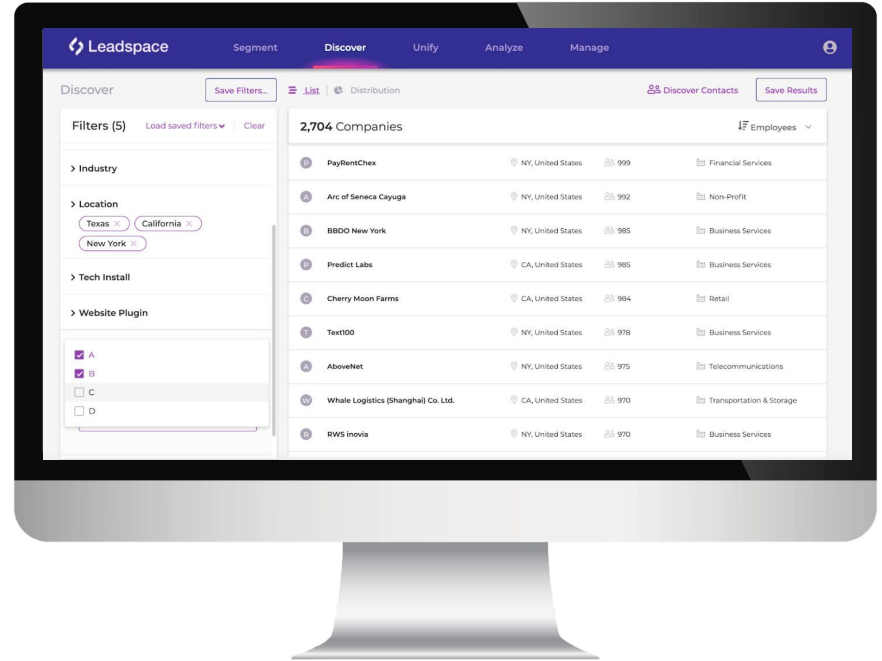 Leadspace
Segment
Discover
Unify
Analyze
Manage
Discover
Save Filters...
List
Distribution
Discover Contacts
Save Results
Filters (5)
Load saved filters
Clear
2,704 Companies
Employees
Industry
Location
Texas ×
California ×
New York ×
Tech Install
Website Plugin
A
B
C
D
P PayRentChex NY, United States 999 Financial Services
A Arc of Seneca Cayuga NY, United States 992 Non-Profit
B BBDO New York NY, United States 985 Business Services
P Predict Labs CA, United States 985 Business Services
C Cherry Moon Farms CA, United States 984 Retail
T Text100 NY, United States 978 Business Services
A AboveNet NY, United States 975 Telecommunications
W Whale Logistics (Shanghai) Co. Ltd. CA, United States 970 Transportation & Storage
R RWS inovia NY, United States 970 Business Services